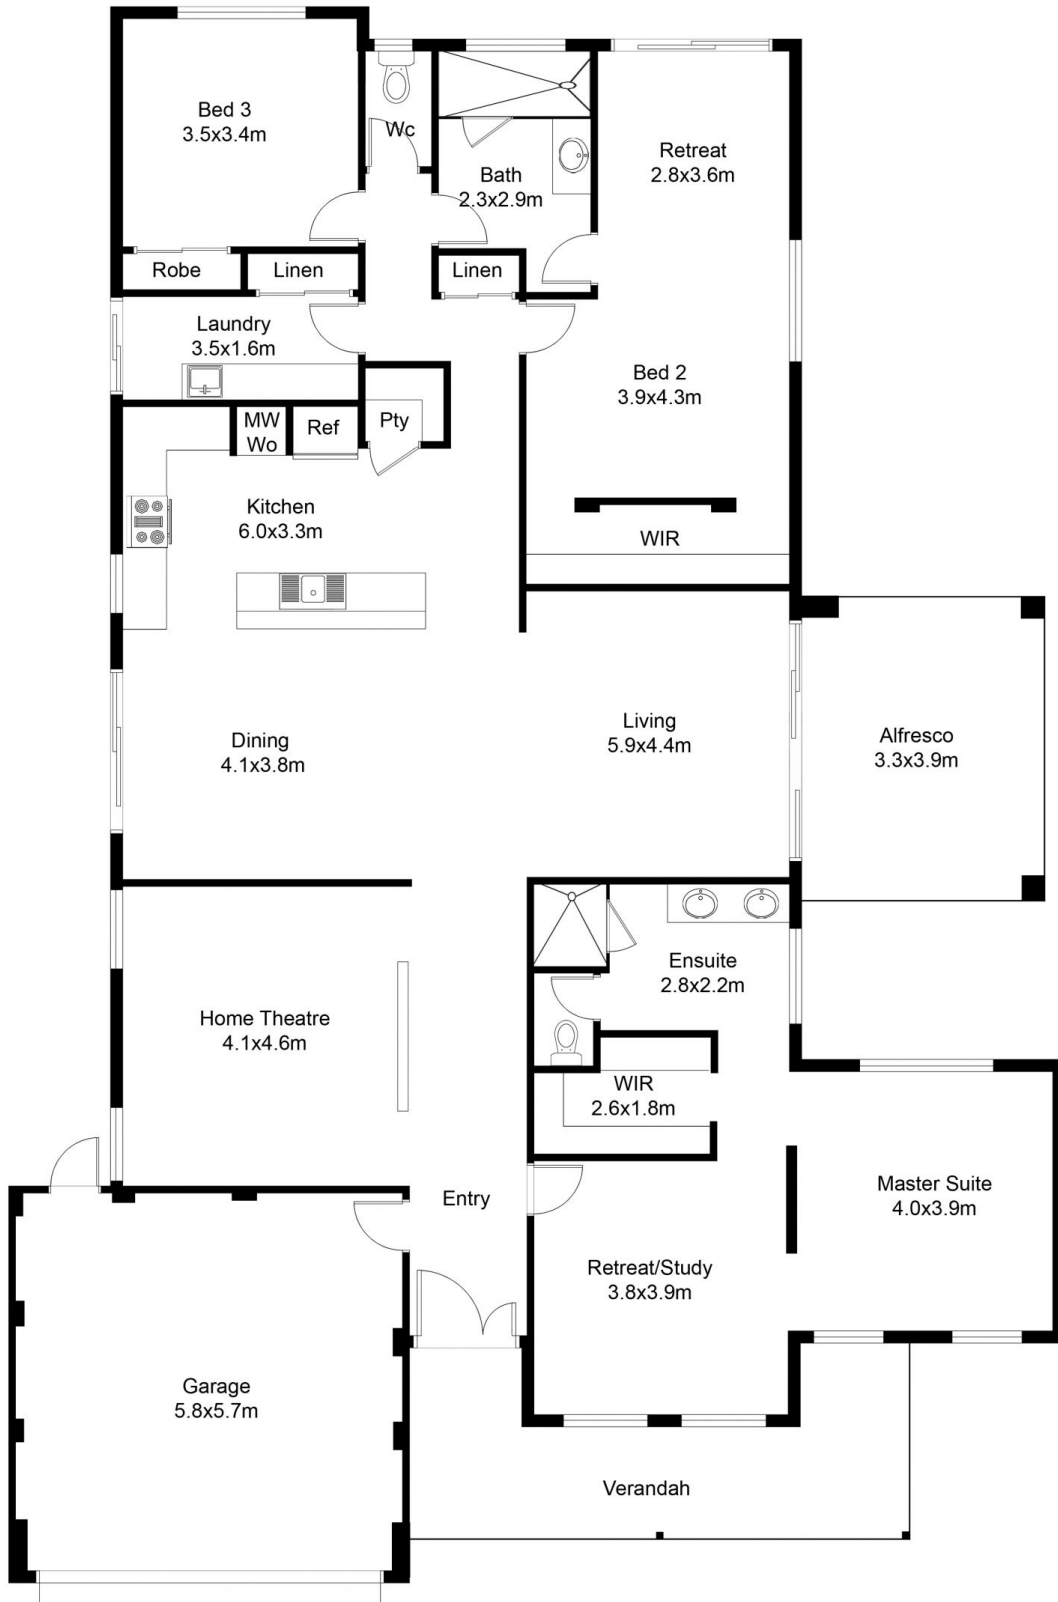 Bed 3
3.5x3.4m
Wc
Bath
2.3x2.9m
Retreat
2.8x3.6m
Robe
Linen
Linen
Laundry
3.5x1.6m
Bed 2
3.9x4.3m
MW
Wo
Ref
Pty
Kitchen
6.0x3.3m
WIR
Dining
4.1x3.8m
Living
5.9x4.4m
Alfresco
3.3x3.9m
Ensuite
2.8x2.2m
Home Theatre
4.1x4.6m
WIR
2.6x1.8m
Entry
Master Suite
4.0x3.9m
Retreat/Study
3.8x3.9m
Garage
5.8x5.7m
Verandah